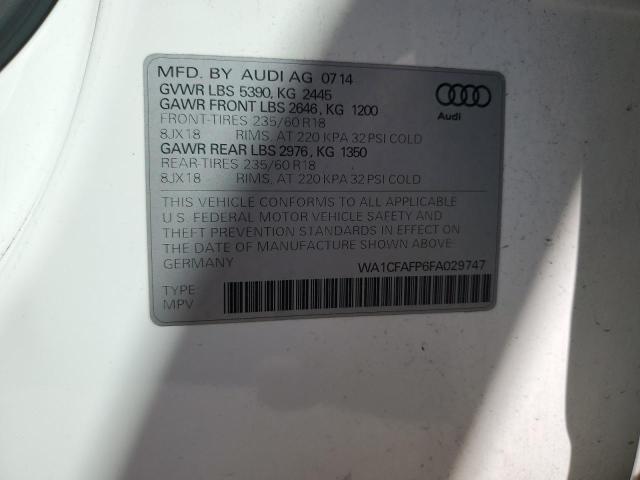 MFD. BY AUDI AG 0714
GVWR LBS 5390, KG 2445
GAWR FRONT LBS 2646, KG 1200
FRONT-TIRES 235/60 R18
8JX18 RIMS, AT 220 KPA 32 PSI COLD
GAWR REAR LBS 2976, KG 1350
REAR-TIRES 235/60 R18
8JX18 RIMS, AT 220 KPA 32 PSI COLD
Audi
THIS VEHICLE CONFORMS TO ALL APPLICABLE
U.S. FEDERAL MOTOR VEHICLE SAFETY AND
THEFT PREVENTION STANDARDS IN EFFECT ON
THE DATE OF MANUFACTURE SHOWN ABOVE.
GERMANY
WA1CFAFP6FA029747
TYPE
MPV